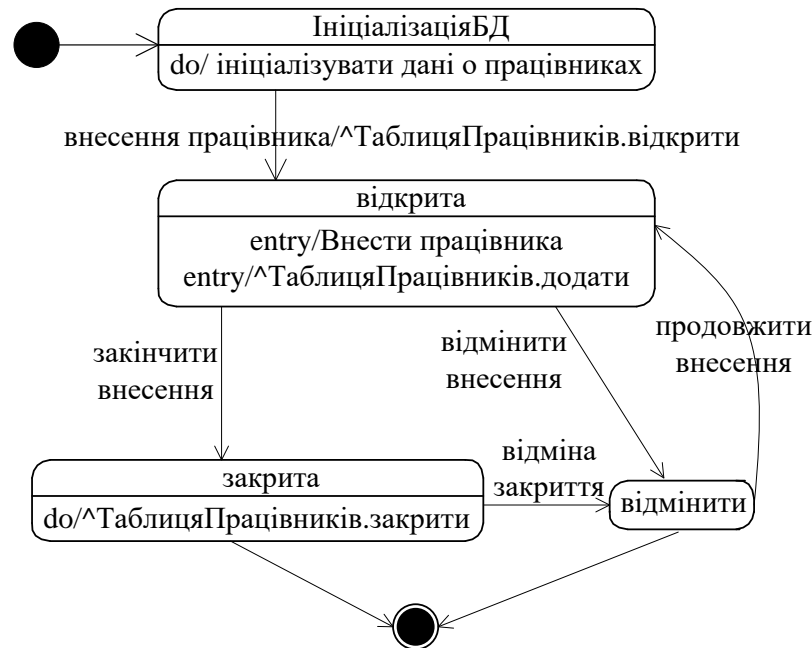 ІніціалізаціяБД
do/ ініціалізувати дані о працівниках
внесення працівника/^ТаблицяПрацівників.відкрити
відкрита
entry/Внести працівника
entry/^ТаблицяПрацівників.додати
закінчити
внесення
відмінити
внесення
продовжити
внесення
закрита
do/^ТаблицяПрацівників.закрити
відміна
закриття
відмінити